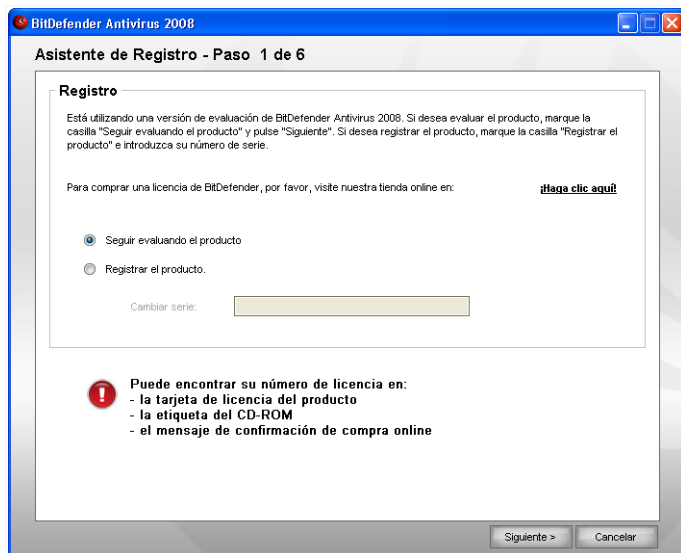 BitDefender Antivirus 2008
Asistente de Registro - Paso 1 de 6
Registro
Está utilizando una versión de evaluación de BitDefender Antivirus 2008. Si desea evaluar el producto, marque la
casilla "Seguir evaluando el producto" y pulse "Siguiente". Si desea registrar el producto, marque la casilla "Registrar el
producto" e introduzca su número de serie.
Para comprar una licencia de BitDefender, por favor, visite nuestra tienda online en: ¡Haga clic aquí!
Seguir evaluando el producto
Registrar el producto.
Cambiar serie:
Puede encontrar su número de licencia en:
- la tarjeta de licencia del producto
- la etiqueta del CD-ROM
- el mensaje de confirmación de compra online
Siguiente > Cancelar